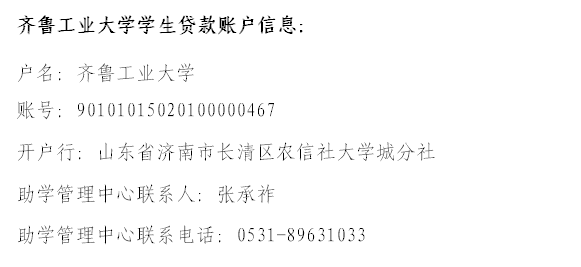 齐鲁工业大学学生贷款账户信息：
户名：齐鲁工业大学
账号：9010101502010000467
开户行：山东省济南市长清区农信社大学城分社
助学管理中心联系人：张承祚
助学管理中心联系电话：0531-89631033